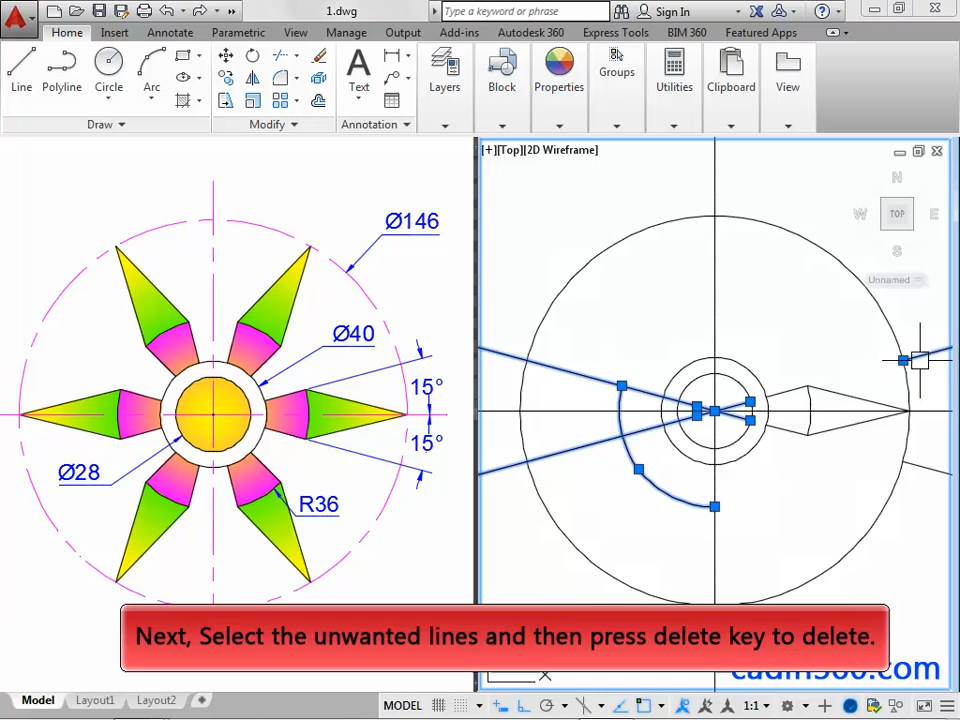 1.dwg
Type a keyword or phrase
Sign In
Home Insert Annotate Parametric View Manage Output Add-ins Autodesk 360 Express Tools BIM 360 Featured Apps
Line Polyline Circle Arc Text Layers Block Properties Groups Utilities Clipboard View
Draw Modify Annotation
[+][Top][2D Wireframe]
N
W TOP E
S
Unnamed
Ø146
Ø40
15°
15°
Ø28
R36
Next, Select the unwanted lines and then press delete key to delete.
X
Model Layout1 Layout2
MODEL 1:1